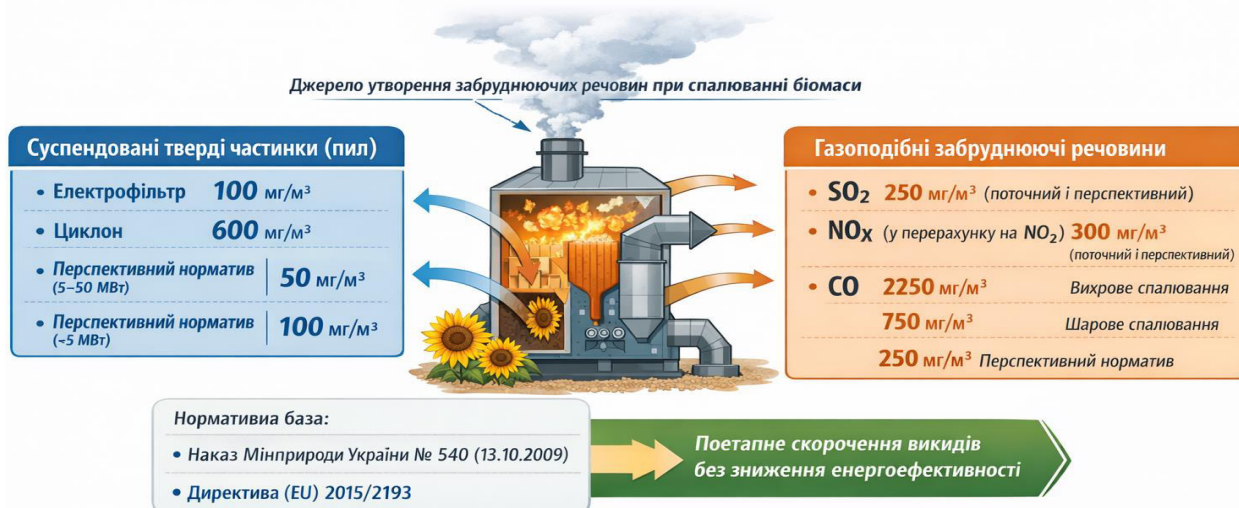 Джерело утворення забруднюючих речовин при спалюванні біомаси
Суспендовані тверді частинки (пил)
• Електрофільтр 100 мг/м³
• Циклон 600 мг/м³
• Перспективний норматив 50 мг/м³
(5–50 МВт)
• Перспективний норматив 100 мг/м³
(~5 МВт)
Газоподібні забруднюючі речовини
• SO₂ 250 мг/м³ (поточний і перспективний)
• NOx (у перерахунку на NO₂) 300 мг/м³
(поточний і перспективний)
• CO 2250 мг/м³ Вихрове спалювання
750 мг/м³ Шарове спалювання
250 мг/м³ Перспективний норматив
Нормативна база:
• Наказ Мінприроди України № 540 (13.10.2009)
• Директива (EU) 2015/2193
Поетапне скорочення викидів
без зниження енергоефективності